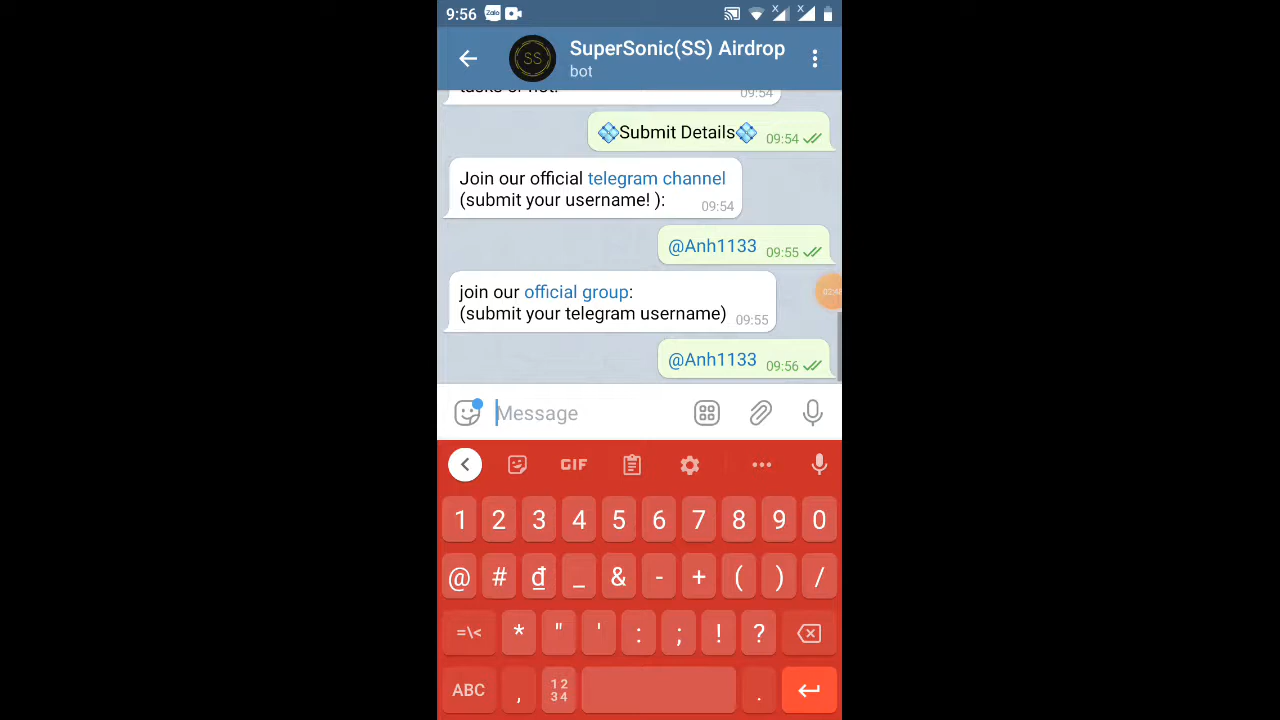 9:56 Zalo
SS
SuperSonic(SS) Airdrop
bot
09:54
Submit Details 09:54
Join our official telegram channel
(submit your username! ): 09:54
@Anh1133 09:55
join our official group:
(submit your telegram username) 09:55
@Anh1133 09:56
Message
GIF
1 2 3 4 5 6 7 8 9 0
@ # ₫ _ & - + ( ) /
=\< * " ' : ; ! ?
ABC , 12 .
34